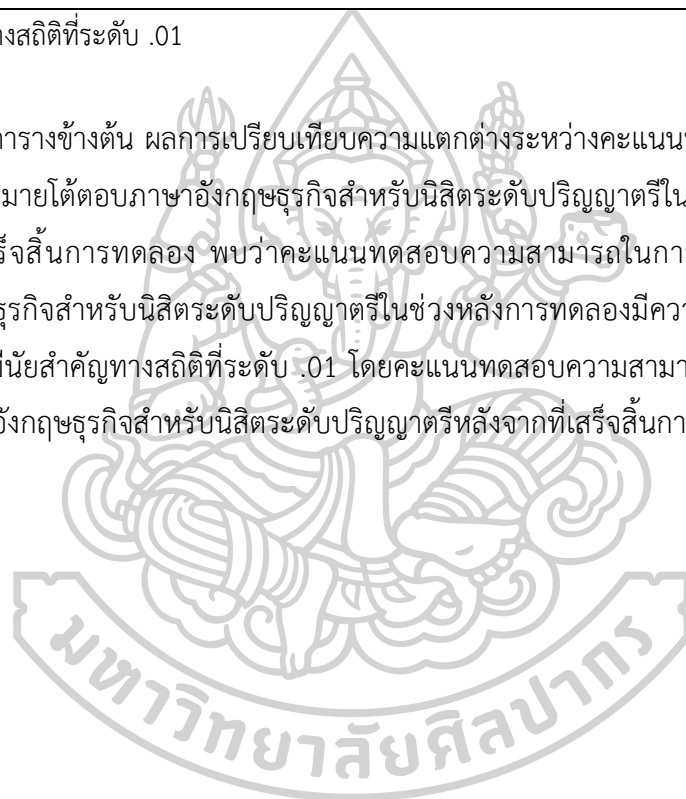 างสถิติที่ระดับ .01
ตารางข้างต้น ผลการเปรียบเทียบความแตกต่างระหว่างคะแนน
หมายโต้ตอบภาษาอังกฤษธุรกิจสำหรับนิสิตระดับปริญญาตรีใน
ร็จสิ้นการทดลอง พบว่าคะแนนทดสอบความสามารถในกา
ธุรกิจสำหรับนิสิตระดับปริญญาตรีในช่วงหลังการทดลองมีควา
มีนัยสำคัญทางสถิติที่ระดับ .01 โดยคะแนนทดสอบความสามา
อังกฤษธุรกิจสำหรับนิสิตระดับปริญญาตรีหลังจากที่เสร็จสิ้นกา
มหาวิทยาลัยศิลปากร